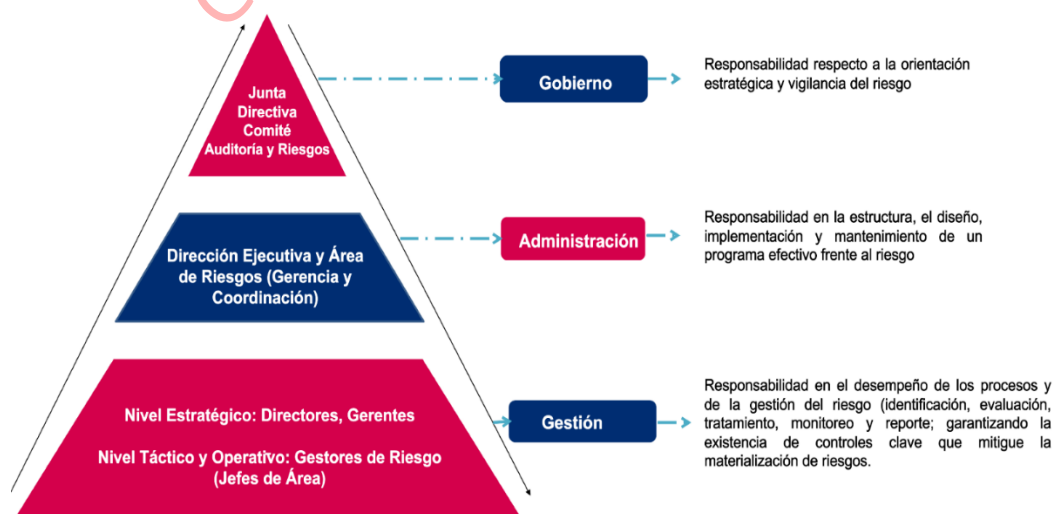 Junta
Directiva
Comité
Auditoría y Riesgos
Gobierno
Responsabilidad respecto a la orientación
estratégica y vigilancia del riesgo
Dirección Ejecutiva y Área
de Riesgos (Gerencia y
Coordinación)
Administración
Responsabilidad en la estructura, el diseño,
implementación y mantenimiento de un
programa efectivo frente al riesgo
Nivel Estratégico: Directores, Gerentes
Nivel Táctico y Operativo: Gestores de Riesgo
(Jefes de Área)
Gestión
Responsabilidad en el desempeño de los procesos y
de la gestión del riesgo (identificación, evaluación,
tratamiento, monitoreo y reporte; garantizando la
existencia de controles clave que mitigue la
materialización de riesgos.